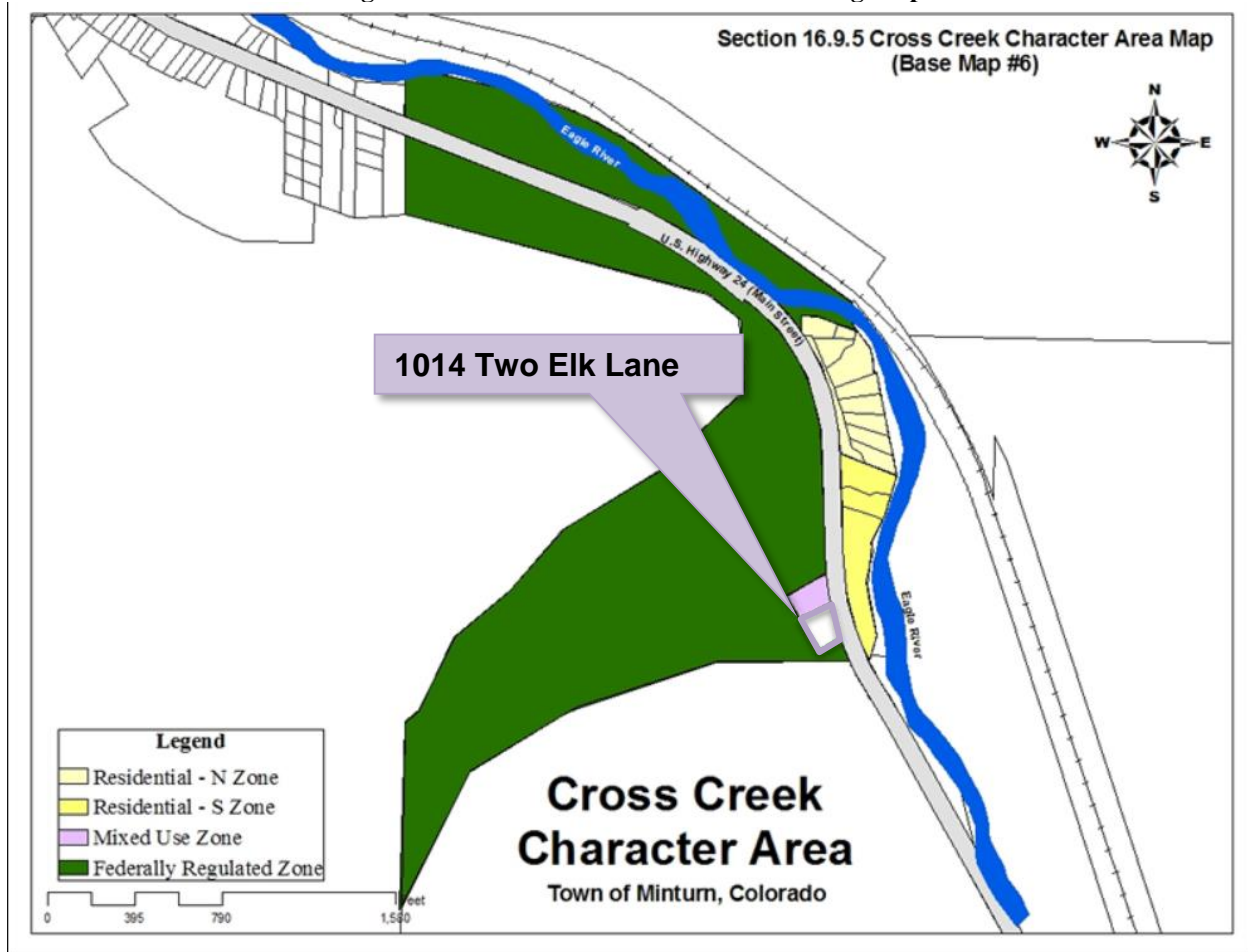 Section 16.9.5 Cross Creek Character Area Map
(Base Map #6)
N
W
E
S
Eagle River
U.S. Highway 24 (Main Street)
1014 Two Elk Lane
Eagle River
Legend
Residential - N Zone
Residential - S Zone
Mixed Use Zone
Federally Regulated Zone
0 395 790 1,580
Cross Creek
Character Area
Town of Minturn, Colorado